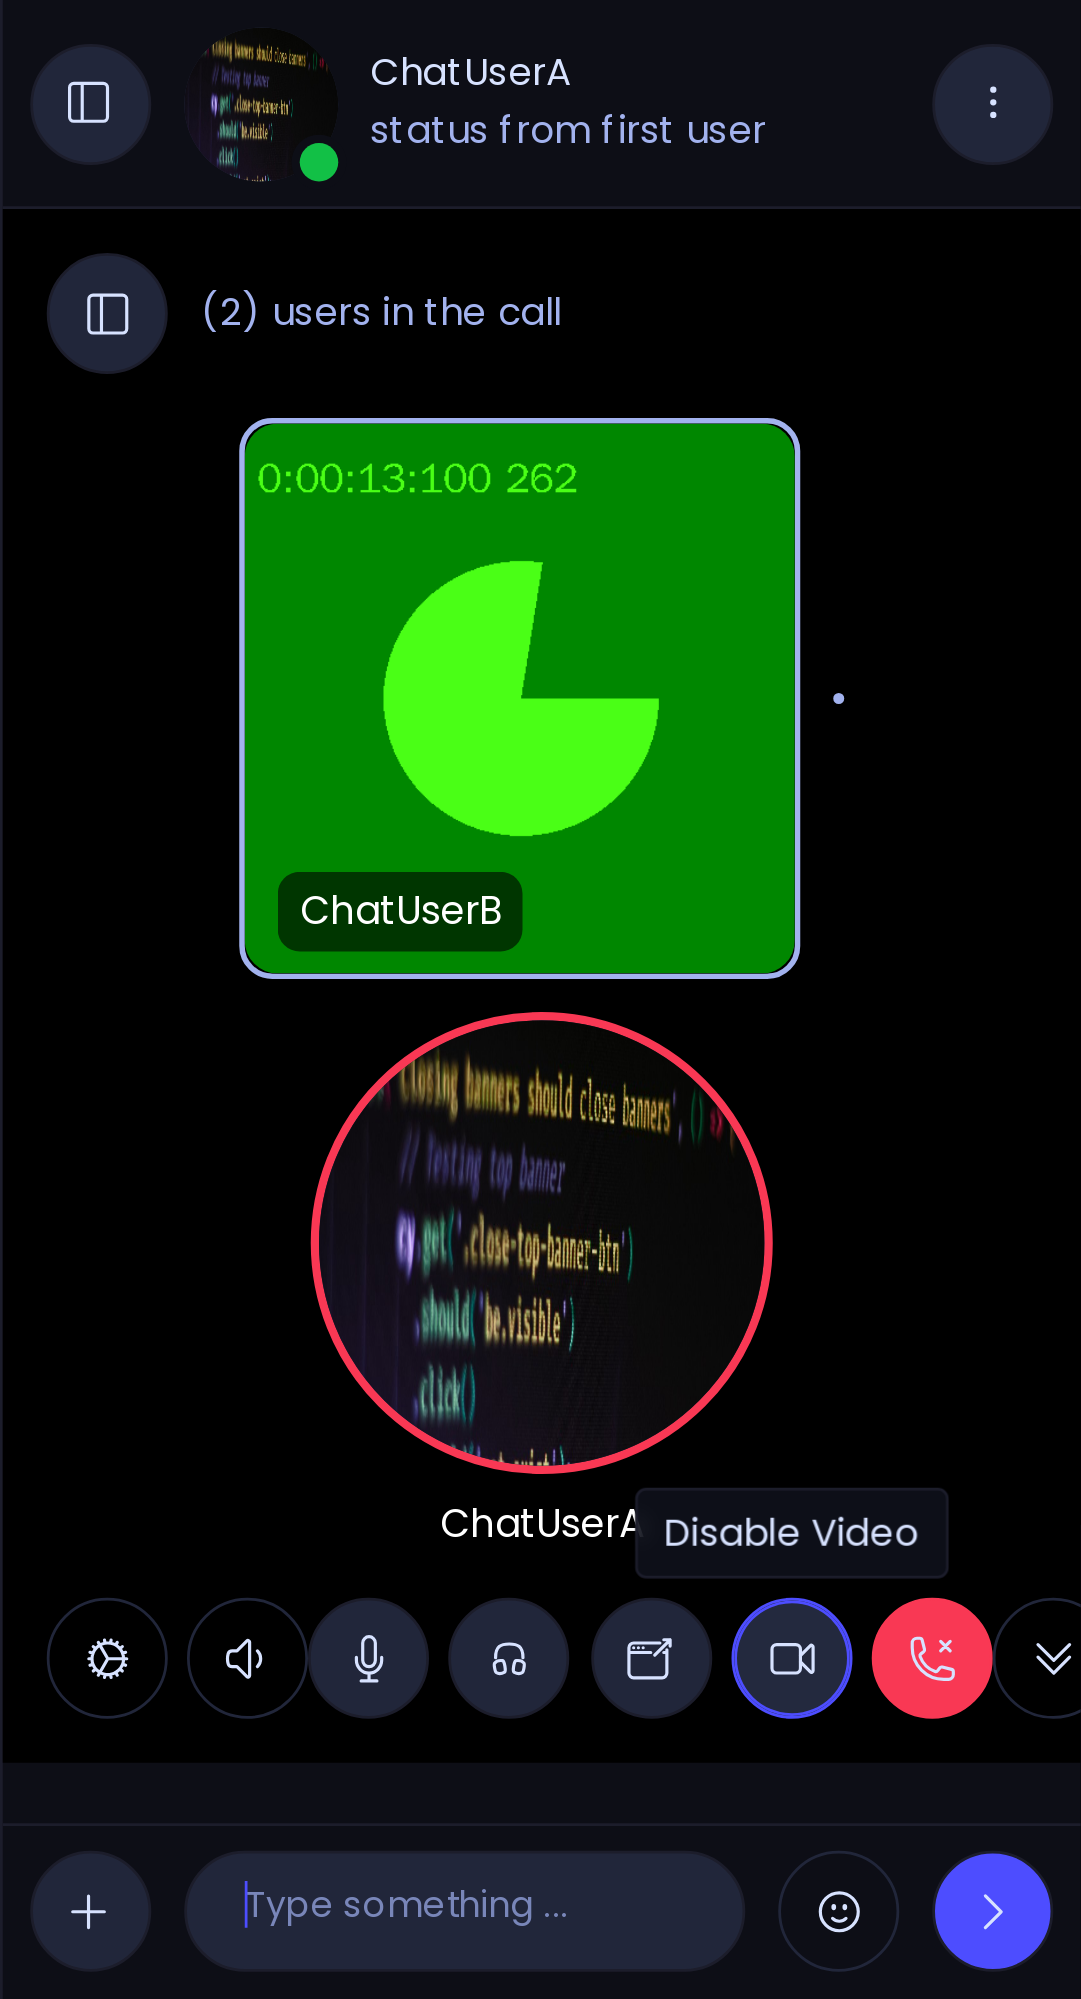 ChatUserA
status from first user
(2) users in the call
0:00:13:100 262
ChatUserB
closing banners should close banners', ()
// Testing top banner
cy.get('.close-top-banner-btn')
.should('be.visible')
.click()
ChatUserA
Disable Video
Type something ...